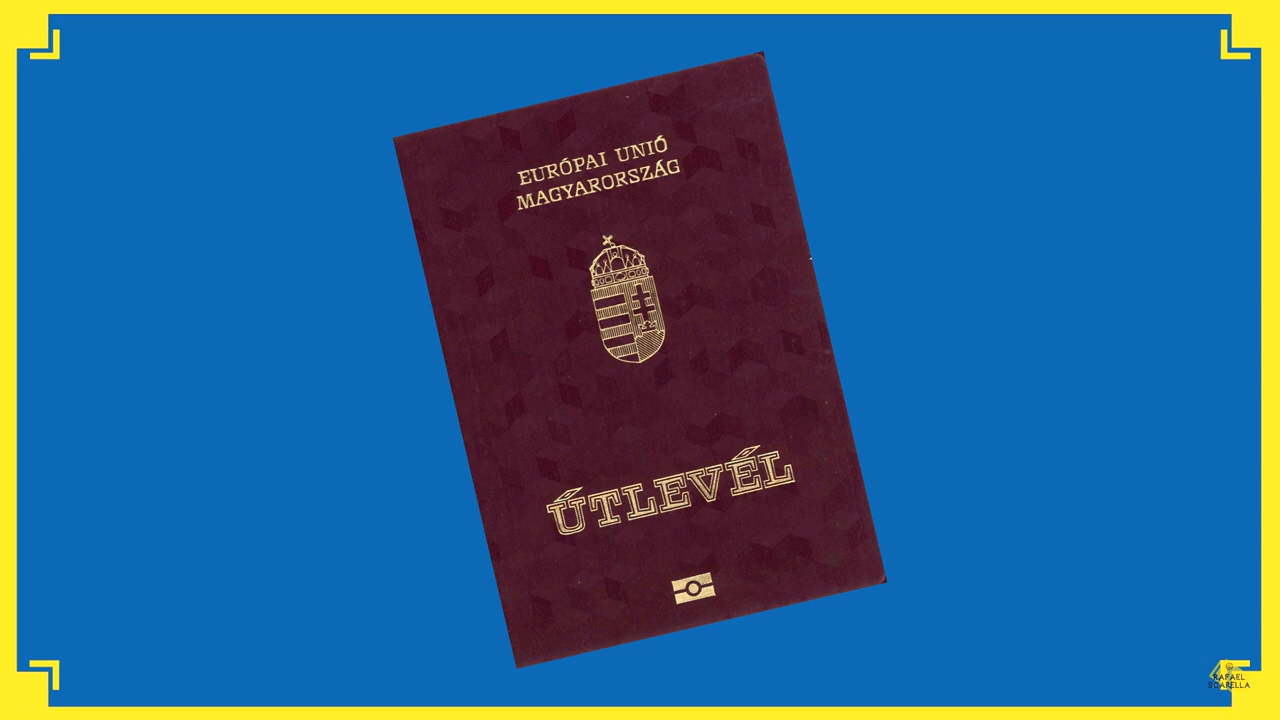 EURÓPAI UNIÓ
MAGYARORSZÁG
ÚTLEVÉL
© RAFAEL
SCARELLA